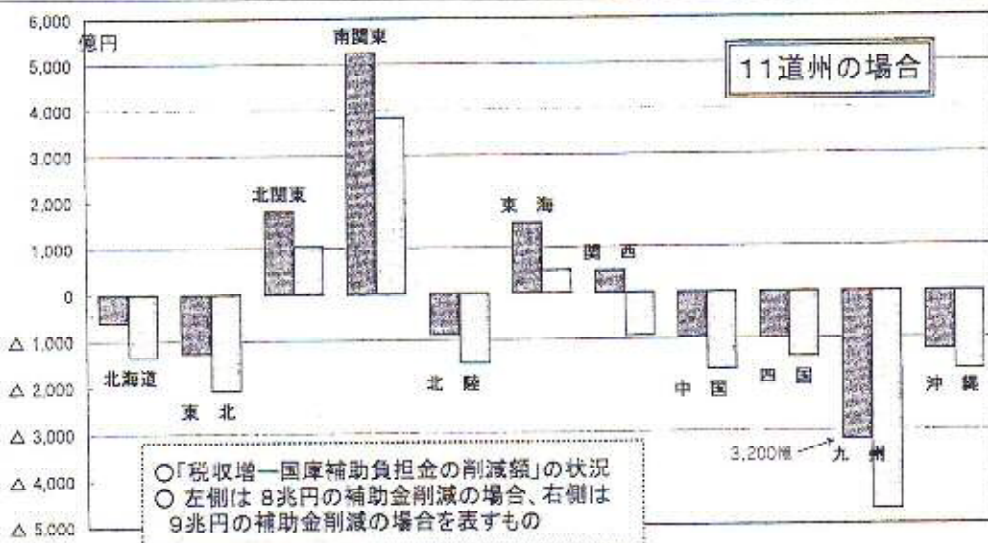 6,000
億円
5,000
4,000
3,000
2,000
1,000
0
△ 1,000
△ 2,000
△ 3,000
△ 4,000
△ 5,000
11道州の場合
北海道
東 北
北関東
南関東
北 陸
東 海
関 西
中 国
四 国
九 州
沖 縄
3,200億
○「税収増ー国庫補助負担金の削減額」の状況
○ 左側は 8兆円の補助金削減の場合、右側は
9兆円の補助金削減の場合を表すもの